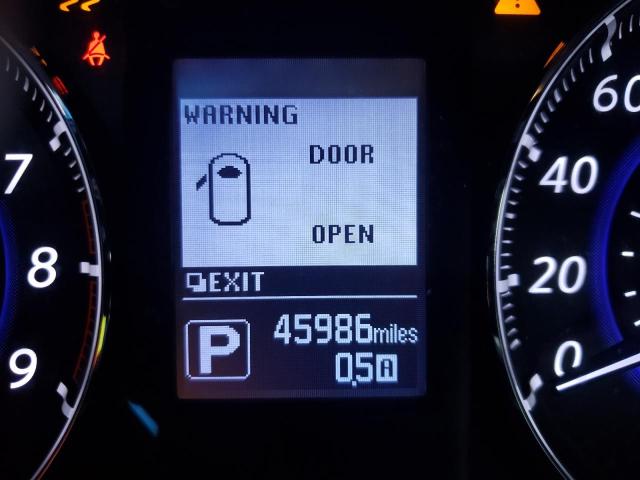 WARNING
DOOR
OPEN
EXIT
P
45986miles
0.5A
7
8
9
60
40
20
0